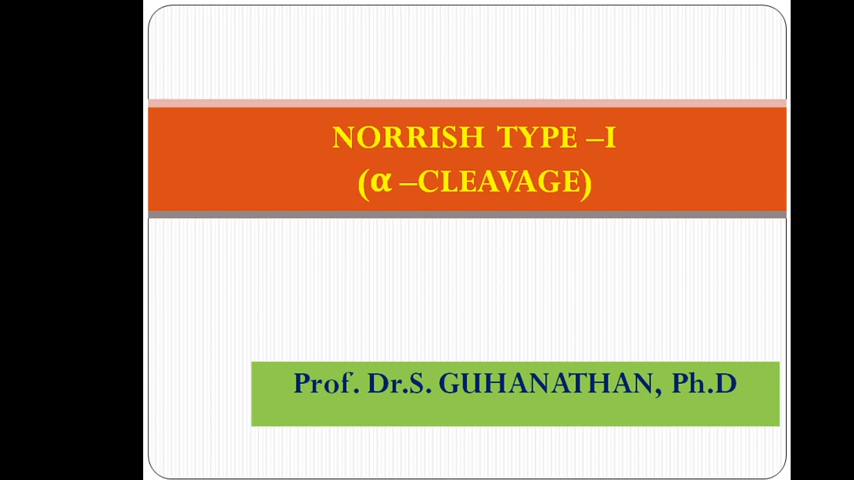 NORRISH TYPE –I
(α –CLEAVAGE)
Prof. Dr.S. GUHANATHAN, Ph.D